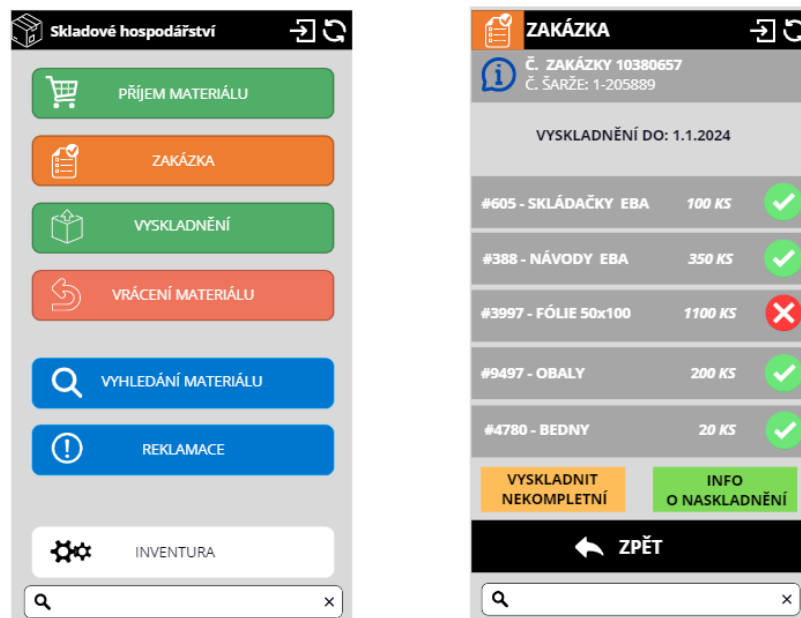 Skladové hospodářství
PŘÍJEM MATERIÁLU
ZAKÁZKA
VYSKLADNĚNÍ
VRÁCENÍ MATERIÁLU
VYHLEDÁNÍ MATERIÁLU
REKLAMACE
INVENTURA
ZAKÁZKA
Č. ZAKÁZKY 10380657
Č. ŠARŽE: 1-205889
VYSKLADNĚNÍ DO: 1.1.2024
#605 - SKLÁDAČKY EBA 100 KS
#388 - NÁVODY EBA 350 KS
#3997 - FÓLIE 50x100 1100 KS
#9497 - OBALY 200 KS
#4780 - BEDNY 20 KS
VYSKLADNIT
NEKOMPLETNÍ
INFO
O NASKLADNĚNÍ
ZPĚT